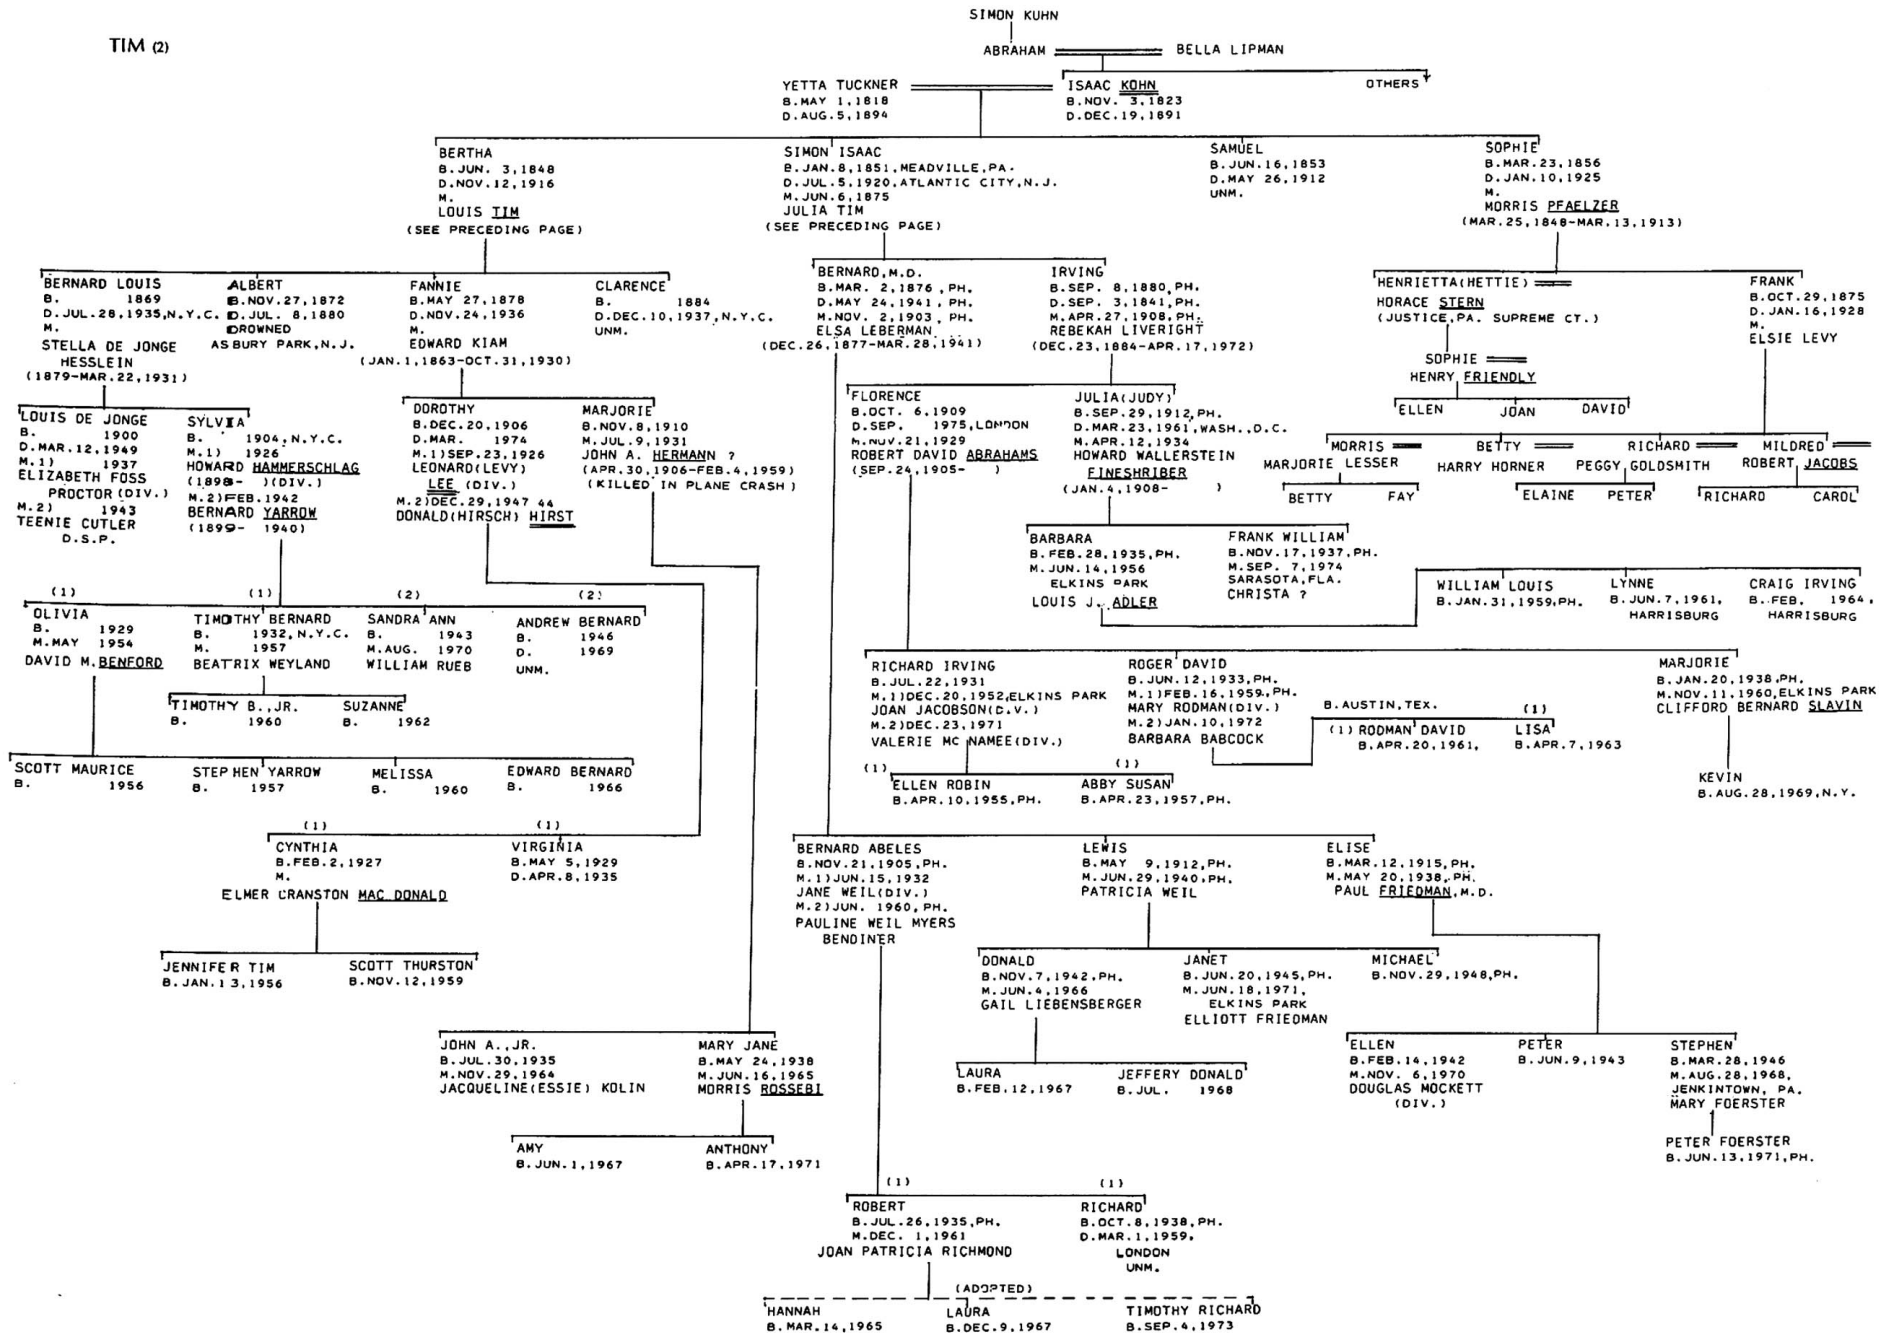 TIM (2)
SIMON KUHN
ABRAHAM
BELLA LIPMAN
YETTA TUCKNER
B.MAY 1,1818
D.AUG.5,1894
ISAAC KOHN
B.NOV. 3,1823
D.DEC.19,1891
OTHERS
BERTHA
B.JUN. 3,1848
D.NOV.12,1916
M.
LOUIS TIM
(SEE PRECEDING PAGE)
SIMON ISAAC
B.JAN.8,1851,MEADVILLE,PA.
D.JUL.5,1920,ATLANTIC CITY,N.J.
M.JUN.6,1875
JULIA TIM
(SEE PRECEDING PAGE)
SAMUEL
B.JUN.16,1853
D.MAY 26,1912
UNM.
SOPHIE
B.MAR.23,1856
D.JAN.10,1925
M.
MORRIS PFAELZER
(MAR.25,1848-MAR.13,1913)
BERNARD LOUIS
B. 1869
D.JUL.28,1935,N.Y.C.
M.
STELLA DE JONGE
HESSLEIN
(1879-MAR.22,1931)
ALBERT
B.NOV.27,1872
D.JUL. 8,1880
DROWNED
ASBURY PARK,N.J.
FANNIE
B.MAY 27,1878
D.NOV.24,1936
M.
EDWARD KIAM
(JAN.1,1863-OCT.31,1930)
CLARENCE
B. 1884
D.DEC.10,1937,N.Y.C.
UNM.
BERNARD,M.D.
B.MAR. 2,1876,PH.
D.MAY 24,1941,PH.
M.NOV. 2,1903,PH.
ELSA LEBERMAN
(DEC.26,1877-MAR.28,1941)
IRVING
B.SEP. 8,1880,PH.
D.SEP. 3,1841,PH.
M.APR.27,1908,PH.
REBEKAH LIVERIGHT
(DEC.23,1884-APR.17,1972)
HENRIETTA(HETTIE)
HORACE STERN
(JUSTICE,PA. SUPREME CT.)
FRANK
B.OCT.29,1875
D.JAN.16,1928
M.
ELSIE LEVY
SOPHIE
HENRY FRIENDLY
ELLEN JOAN DAVID
LOUIS DE JONGE
B. 1900
D.MAR.12,1949
M.1) 1937
ELIZABETH FOSS
PROCTOR(DIV.)
M.2) 1943
TEENIE CUTLER
D.S.P.
SYLVIA
B. 1904,N.Y.C.
M.1) 1926
HOWARD HAMMERSCHLAG
(1898- )(DIV.)
M.2)FEB.1942
BERNARD YARROW
(1899- 1940)
DOROTHY
B.DEC.20,1906
D.MAR. 1974
M.1)SEP.23,1926
LEONARD(LEVY)
LEE (DIV.)
M.2)DEC.29,1947 44
DONALD(HIRSCH) HIRST
MARJORIE
B.NOV.8,1910
M.JUL.9,1931
JOHN A. HERMANN ?
(APR.30,1906-FEB.4,1959)
(KILLED IN PLANE CRASH)
FLORENCE
B.OCT. 6,1909
D.SEP. 1975,LONDON
M.NOV.21,1929
ROBERT DAVID ABRAHAMS
(SEP.24,1905- )
JULIA(JUDY)
B.SEP.29,1912,PH.
D.MAR.23,1961,WASH.,D.C.
M.APR.12,1934
HOWARD WALLERSTEIN
FINESHRIBER
(JAN.4,1908- )
MORRIS
MARJORIE LESSER
BETTY
HARRY HORNER
RICHARD
PEGGY GOLDSMITH
MILDRED
ROBERT JACOBS
BETTY FAY
ELAINE PETER
RICHARD CAROL
BARBARA
B.FEB.28,1935,PH.
M.JUN.14,1956
ELKINS PARK
LOUIS J. ADLER
FRANK WILLIAM
B.NOV.17,1937,PH.
M.SEP. 7,1974
SARASOTA,FLA.
CHRISTA ?
WILLIAM LOUIS
B.JAN.31,1959,PH.
LYNNE
B.JUN.7,1961,
HARRISBURG
CRAIG IRVING
B.FEB. 1964,
HARRISBURG
(1)
OLIVIA
B. 1929
M.MAY 1954
DAVID M.BENFORD
(1)
TIMOTHY BERNARD
B. 1932,N.Y.C.
M. 1957
BEATRIX WEYLAND
(2)
SANDRA ANN
B. 1943
M.AUG. 1970
WILLIAM RUEB
(2)
ANDREW BERNARD
B. 1946
D. 1969
UNM.
TIMOTHY B.,JR.
B. 1960
SUZANNE
B. 1962
RICHARD IRVING
B.JUL.22,1931
M.1)DEC.20,1952,ELKINS PARK
JOAN JACOBSON(DIV.)
M.2)DEC.23,1971
VALERIE MC NAMEE(DIV.)
ROGER DAVID
B.JUN.12,1933,PH.
M.1)FEB.16,1959,PH.
MARY RODMAN(DIV.)
M.2)JAN.10,1972
BARBARA BABCOCK
B.AUSTIN,TEX.
(1)
(1) RODMAN DAVID
B.APR.20,1961,
LISA
B.APR.7,1963
MARJORIE
B.JAN.20,1938,PH.
M.NOV.11,1960,ELKINS PARK
CLIFFORD BERNARD SLAVIN
SCOTT MAURICE
B. 1956
STEPHEN YARROW
B. 1957
MELISSA
B. 1960
EDWARD BERNARD
B. 1966
(1)
ELLEN ROBIN
B.APR.10,1955,PH.
(1)
ABBY SUSAN
B.APR.23,1957,PH.
KEVIN
B.AUG.28,1969,N.Y.
(1)
CYNTHIA
B.FEB.2,1927
M.
ELMER CRANSTON MAC DONALD
(1)
VIRGINIA
B.MAY 5,1929
D.APR.8,1935
BERNARD ABELES
B.NOV.21,1905,PH.
M.1)JUN.15,1932
JANE WEIL(DIV.)
M.2)JUN. 1960,PH.
PAULINE WEIL MYERS
BENDINER
LEWIS
B.MAY 9,1912,PH.
M.JUN.29,1940,PH.
PATRICIA WEIL
ELISE
B.MAR.12,1915,PH.
M.MAY 20,1938,PH.
PAUL FRIEDMAN,M.D.
JENNIFER TIM
B.JAN.13,1956
SCOTT THURSTON
B.NOV.12,1959
DONALD
B.NOV.7,1942,PH.
M.JUN.4,1966
GAIL LIEBENSBERGER
JANET
B.JUN.20,1945,PH.
M.JUN.18,1971,
ELKINS PARK
ELLIOTT FRIEDMAN
MICHAEL
B.NOV.29,1948,PH.
JOHN A.,JR.
B.JUL.30,1935
M.NOV.29,1964
JACQUELINE(ESSIE) KOLIN
MARY JANE
B.MAY 24,1938
M.JUN.16,1965
MORRIS ROSSEBI
LAURA
B.FEB.12,1967
JEFFERY DONALD
B.JUL. 1968
ELLEN
B.FEB.14,1942
M.NOV. 6,1970
DOUGLAS MOCKETT
(DIV.)
PETER
B.JUN.9,1943
STEPHEN
B.MAR.28,1946
M.AUG.28,1968,
JENKINTOWN, PA.
MARY FOERSTER
AMY
B.JUN.1,1967
ANTHONY
B.APR.17,1971
PETER FOERSTER
B.JUN.13,1971,PH.
(1)
ROBERT
B.JUL.26,1935,PH.
M.DEC. 1,1961
JOAN PATRICIA RICHMOND
(1)
RICHARD
B.OCT.8,1938,PH.
D.MAR.1,1959,
LONDON
UNM.
(ADOPTED)
HANNAH
B.MAR.14,1965
LAURA
B.DEC.9,1967
TIMOTHY RICHARD
B.SEP.4,1973